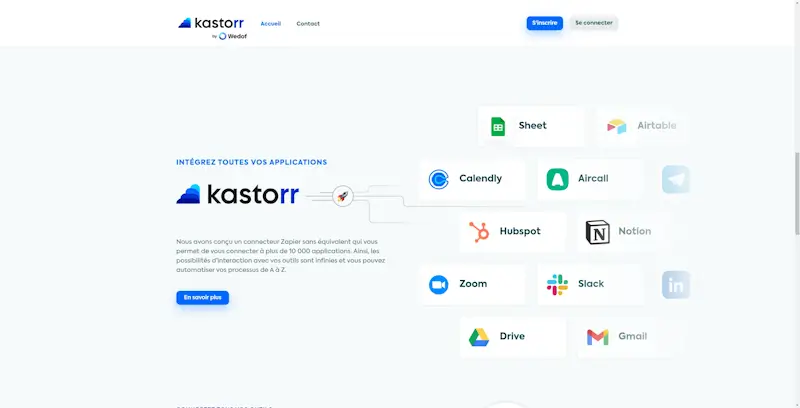 kastorr
by Wedof
Accueil
Contact
S'inscrire
Se connecter
INTÉGREZ TOUTES VOS APPLICATIONS
kastorr
Nous avons conçu un connecteur Zapier sans équivalent qui vous
permet de vous connecter à plus de 10 000 applications. Ainsi, les
possibilités d'interaction avec vos outils sont infinies et vous pouvez
automatiser vos processus de A à Z.
En savoir plus
Sheet
Airtable
Calendly
Aircall
Hubspot
Notion
Zoom
Slack
in
Drive
Gmail